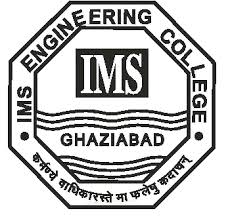 • IMS ENGINEERING COLLEGE •
IMS
GHAZIABAD
कर्मण्ये वाधिकारस्ते मा फलेषु कदाचन्